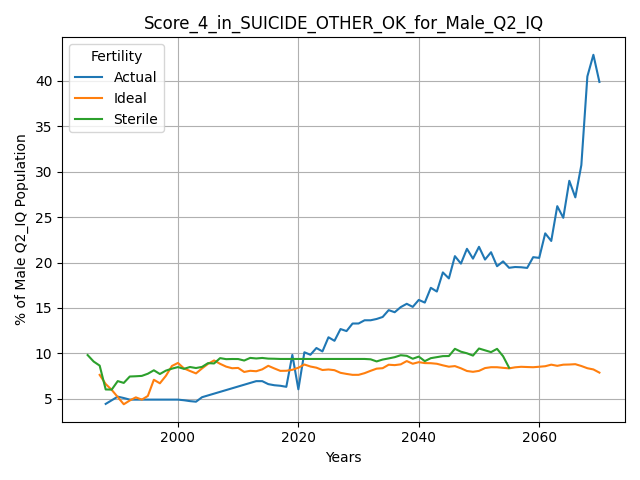 Score_4_in_SUICIDE_OTHER_OK_for_Male_Q2_IQ
Fertility
Actual
Ideal
Sterile
% of Male Q2_IQ Population
40
35
30
25
20
15
10
5
2000
2020
2040
2060
Years